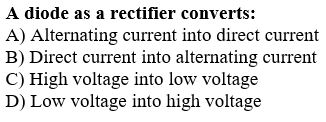 A diode as a rectifier converts:
A) Alternating current into direct current
B) Direct current into alternating current
C) High voltage into low voltage
D) Low voltage into high voltage